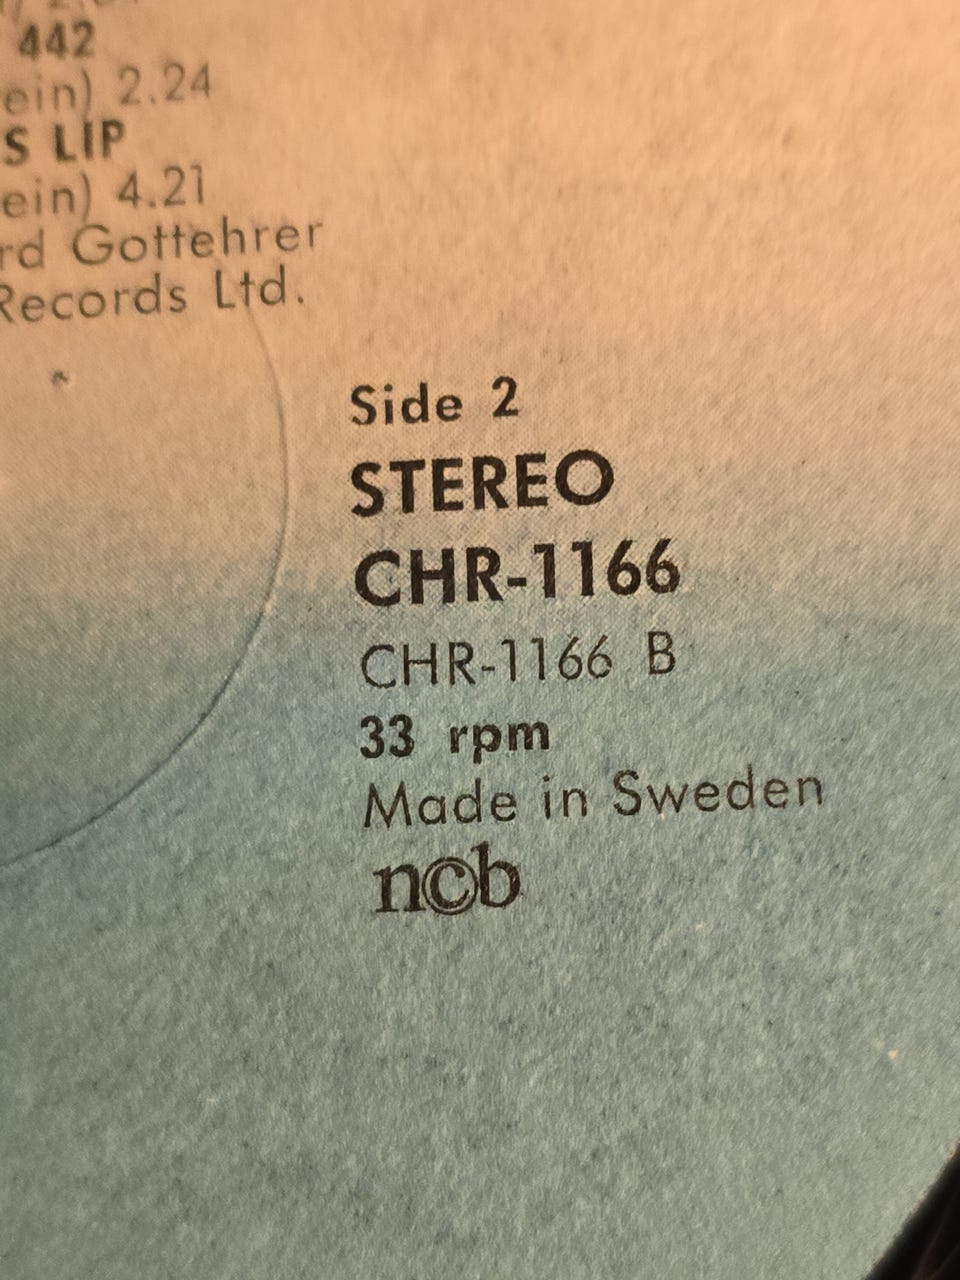 442
ein) 2.24
S LIP
ein) 4.21
rd Gottehrer
Records Ltd.
Side 2
STEREO
CHR-1166
CHR-1166 B
33 rpm
Made in Sweden
n©b